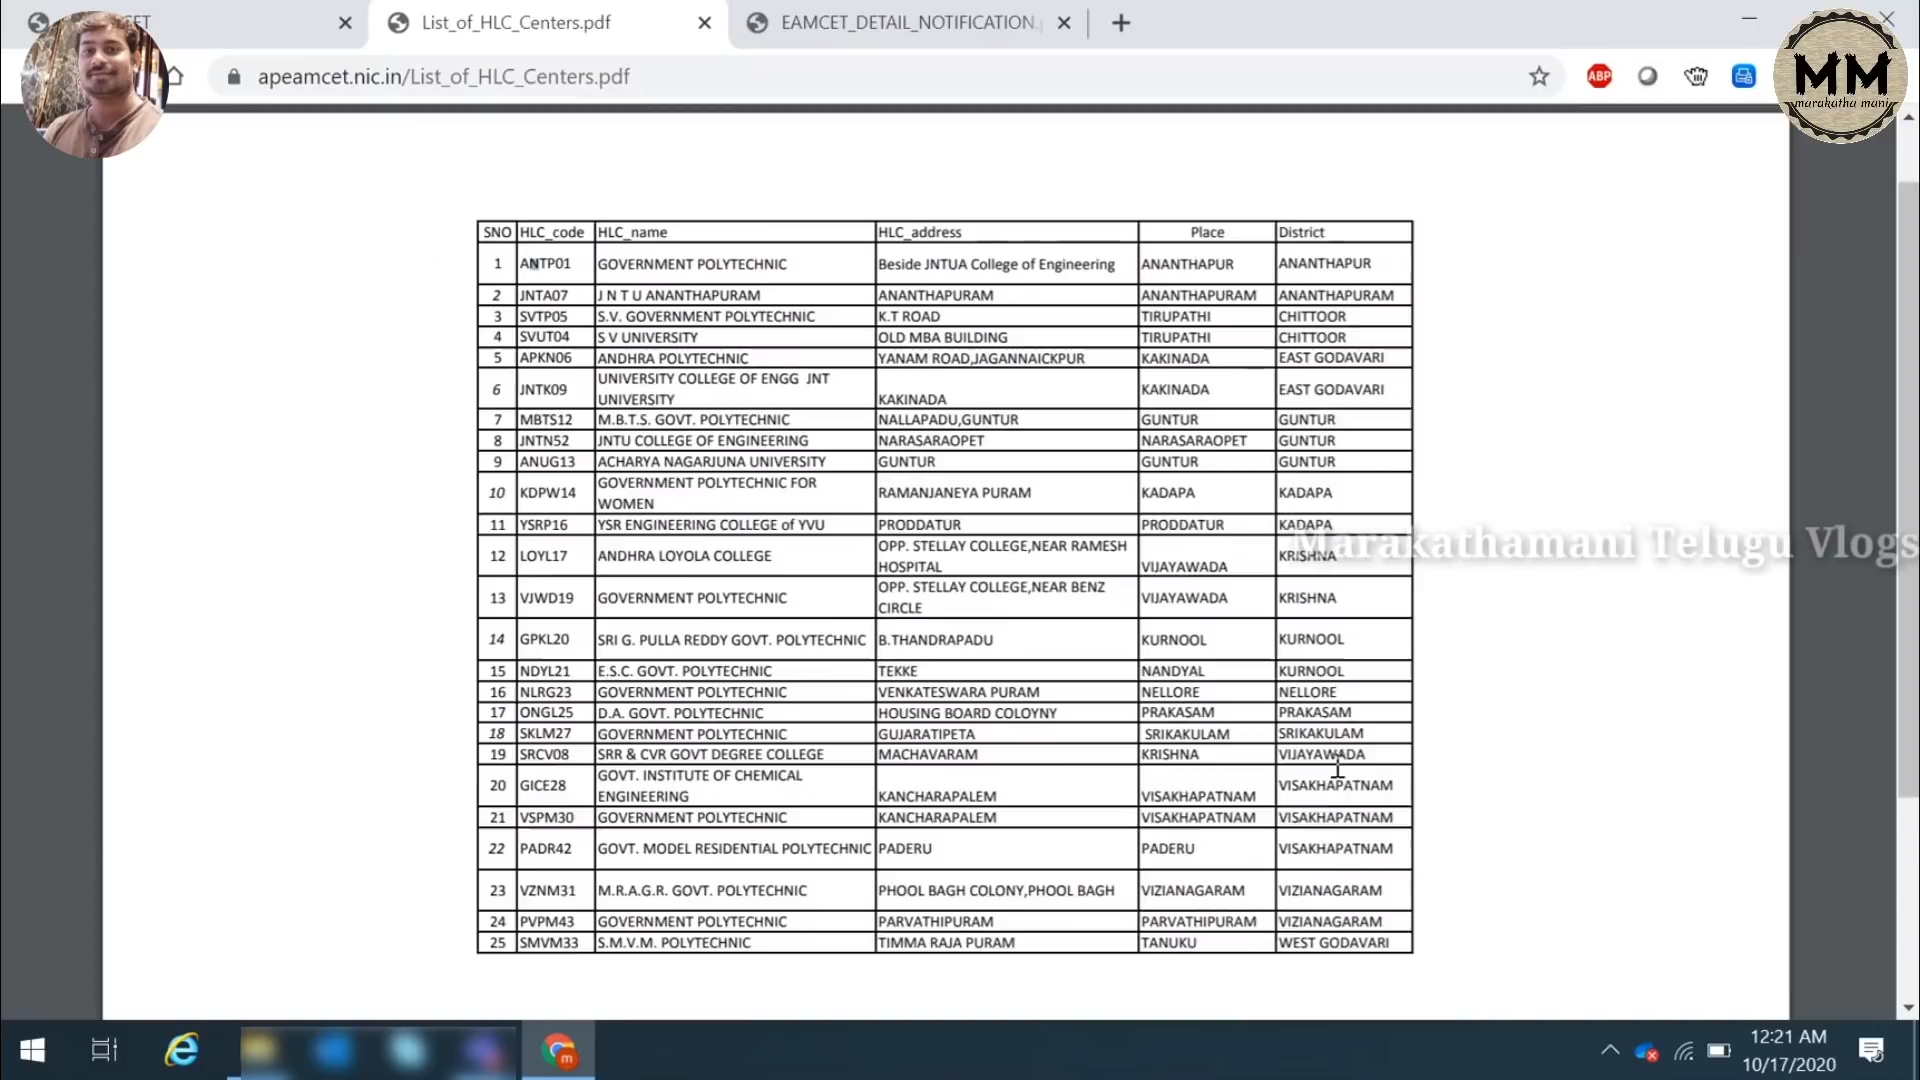 CET
List_of_HLC_Centers.pdf
EAMCET_DETAIL_NOTIFICATION.
apeamcet.nic.in/List_of_HLC_Centers.pdf
ABP
MM
marakatha mani
SNO HLC_code HLC_name HLC_address Place District
1 ANTP01 GOVERNMENT POLYTECHNIC Beside JNTUA College of Engineering ANANTHAPUR ANANTHAPUR
2 JNTA07 J N T U ANANTHAPURAM ANANTHAPURAM ANANTHAPURAM ANANTHAPURAM
3 SVTP05 S.V. GOVERNMENT POLYTECHNIC K.T ROAD TIRUPATHI CHITTOOR
4 SVUT04 S V UNIVERSITY OLD MBA BUILDING TIRUPATHI CHITTOOR
5 APKN06 ANDHRA POLYTECHNIC YANAM ROAD,JAGANNAICKPUR KAKINADA EAST GODAVARI
6 JNTK09 UNIVERSITY COLLEGE OF ENGG JNT UNIVERSITY KAKINADA KAKINADA EAST GODAVARI
7 MBTS12 M.B.T.S. GOVT. POLYTECHNIC NALLAPADU,GUNTUR GUNTUR GUNTUR
8 JNTN52 JNTU COLLEGE OF ENGINEERING NARASARAOPET NARASARAOPET GUNTUR
9 ANUG13 ACHARYA NAGARJUNA UNIVERSITY GUNTUR GUNTUR GUNTUR
10 KDPW14 GOVERNMENT POLYTECHNIC FOR WOMEN RAMANJANEYA PURAM KADAPA KADAPA
11 YSRP16 YSR ENGINEERING COLLEGE of YVU PRODDATUR PRODDATUR KADAPA
12 LOYL17 ANDHRA LOYOLA COLLEGE OPP. STELLAY COLLEGE,NEAR RAMESH HOSPITAL VIJAYAWADA KRISHNA
Marakathamani Telugu Vlogs
13 VJWD19 GOVERNMENT POLYTECHNIC OPP. STELLAY COLLEGE,NEAR BENZ CIRCLE VIJAYAWADA KRISHNA
14 GPKL20 SRI G. PULLA REDDY GOVT. POLYTECHNIC B.THANDRAPADU KURNOOL KURNOOL
15 NDYL21 E.S.C. GOVT. POLYTECHNIC TEKKE NANDYAL KURNOOL
16 NLRG23 GOVERNMENT POLYTECHNIC VENKATESWARA PURAM NELLORE NELLORE
17 ONGL25 D.A. GOVT. POLYTECHNIC HOUSING BOARD COLOYNY PRAKASAM PRAKASAM
18 SKLM27 GOVERNMENT POLYTECHNIC GUJARATIPETA SRIKAKULAM SRIKAKULAM
19 SRCV08 SRR & CVR GOVT DEGREE COLLEGE MACHAVARAM KRISHNA VIJAYAWADA
20 GICE28 GOVT. INSTITUTE OF CHEMICAL ENGINEERING KANCHARAPALEM VISAKHAPATNAM VISAKHAPATNAM
21 VSPM30 GOVERNMENT POLYTECHNIC KANCHARAPALEM VISAKHAPATNAM VISAKHAPATNAM
22 PADR42 GOVT. MODEL RESIDENTIAL POLYTECHNIC PADERU PADERU VISAKHAPATNAM
23 VZNM31 M.R.A.G.R. GOVT. POLYTECHNIC PHOOL BAGH COLONY,PHOOL BAGH VIZIANAGARAM VIZIANAGARAM
24 PVPM43 GOVERNMENT POLYTECHNIC PARVATHIPURAM PARVATHIPURAM VIZIANAGARAM
25 SMVM33 S.M.V.M. POLYTECHNIC TIMMA RAJA PURAM TANUKU WEST GODAVARI
m
12:21 AM
10/17/2020